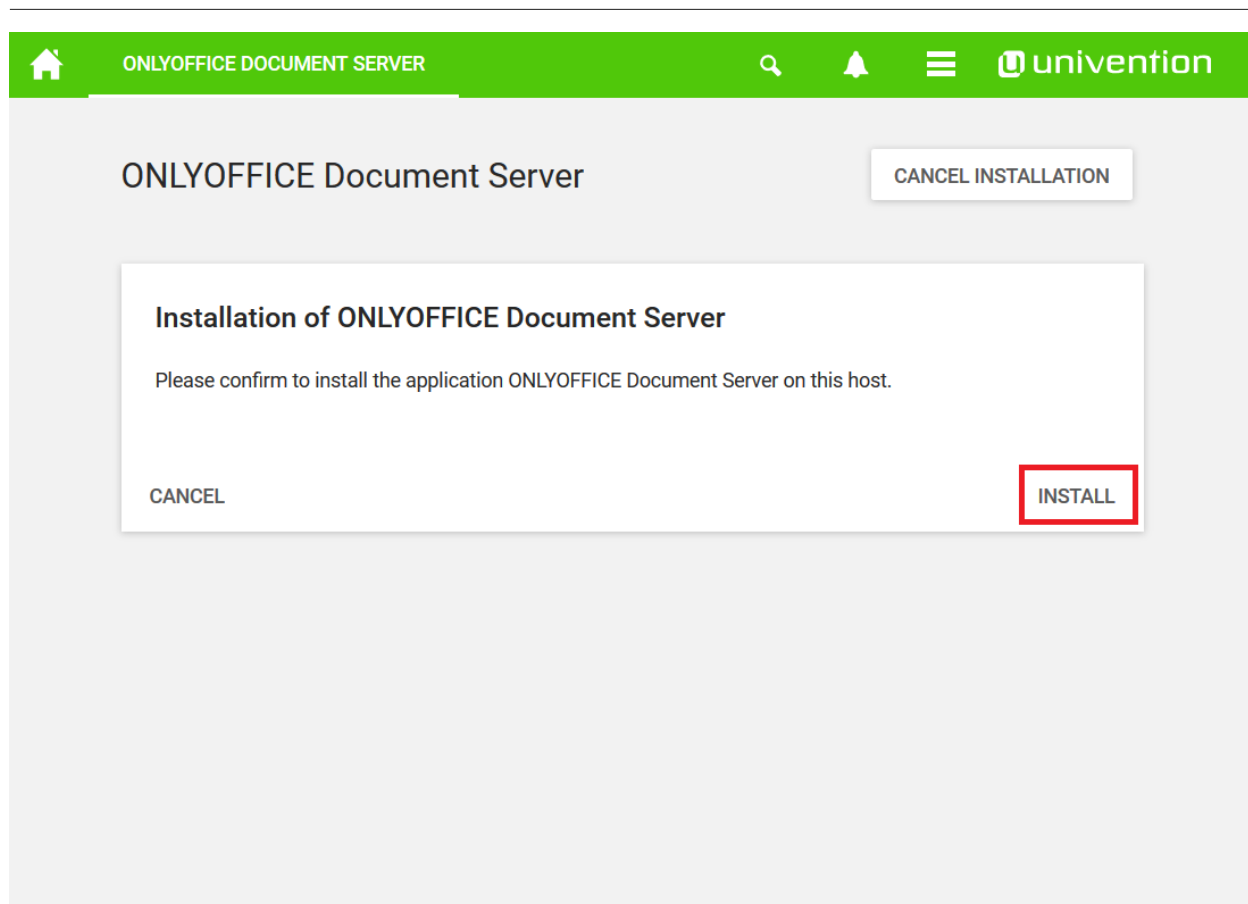 ONLYOFFICE DOCUMENT SERVER
univention
ONLYOFFICE Document Server
CANCEL INSTALLATION
Installation of ONLYOFFICE Document Server
Please confirm to install the application ONLYOFFICE Document Server on this host.
CANCEL
INSTALL